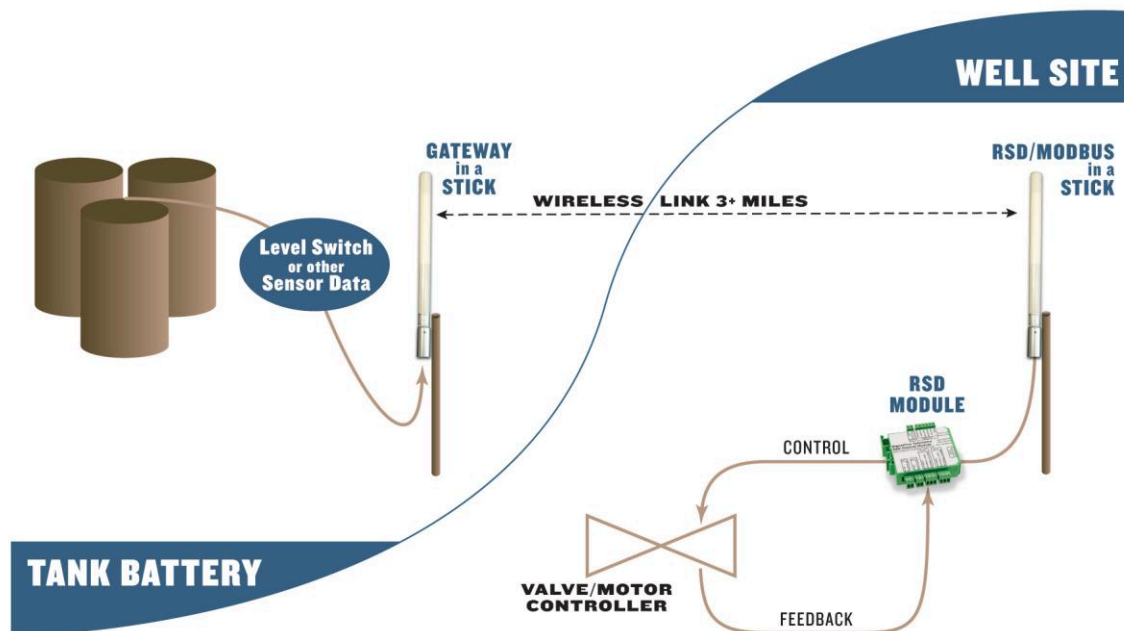 WELL SITE
GATEWAY
in a
STICK
RSD/MODBUS
in a
STICK
WIRELESS LINK 3+ MILES
Level Switch
or other
Sensor Data
RSD
MODULE
CONTROL
VALVE/MOTOR
CONTROLLER
FEEDBACK
TANK BATTERY